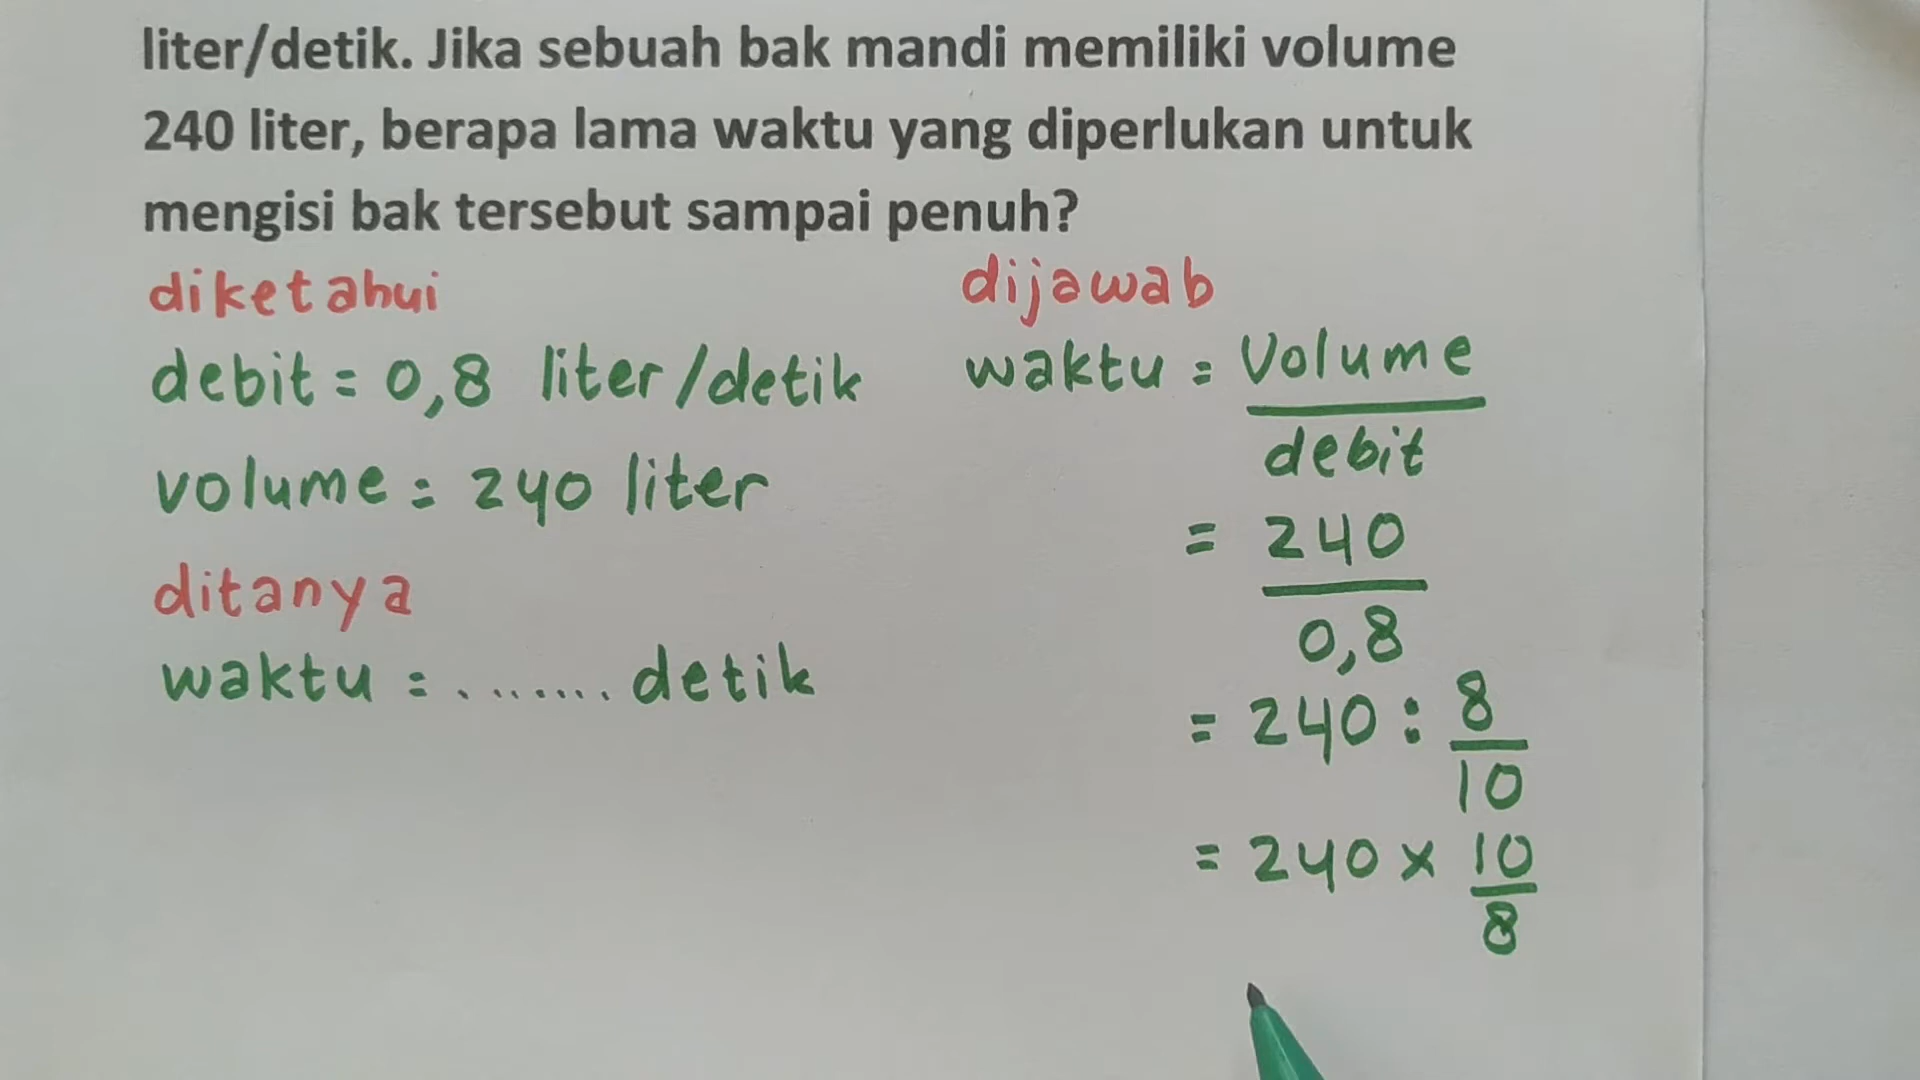 liter/detik. Jika sebuah bak mandi memiliki volume
240 liter, berapa lama waktu yang diperlukan untuk
mengisi bak tersebut sampai penuh?
diketahui
debit = 0,8 liter/detik
volume = 240 liter
ditanya
waktu = ....... detik
dijawab
waktu = Volume
debit
= 240
0,8
= 240 : 8
10
= 240 × 10
8